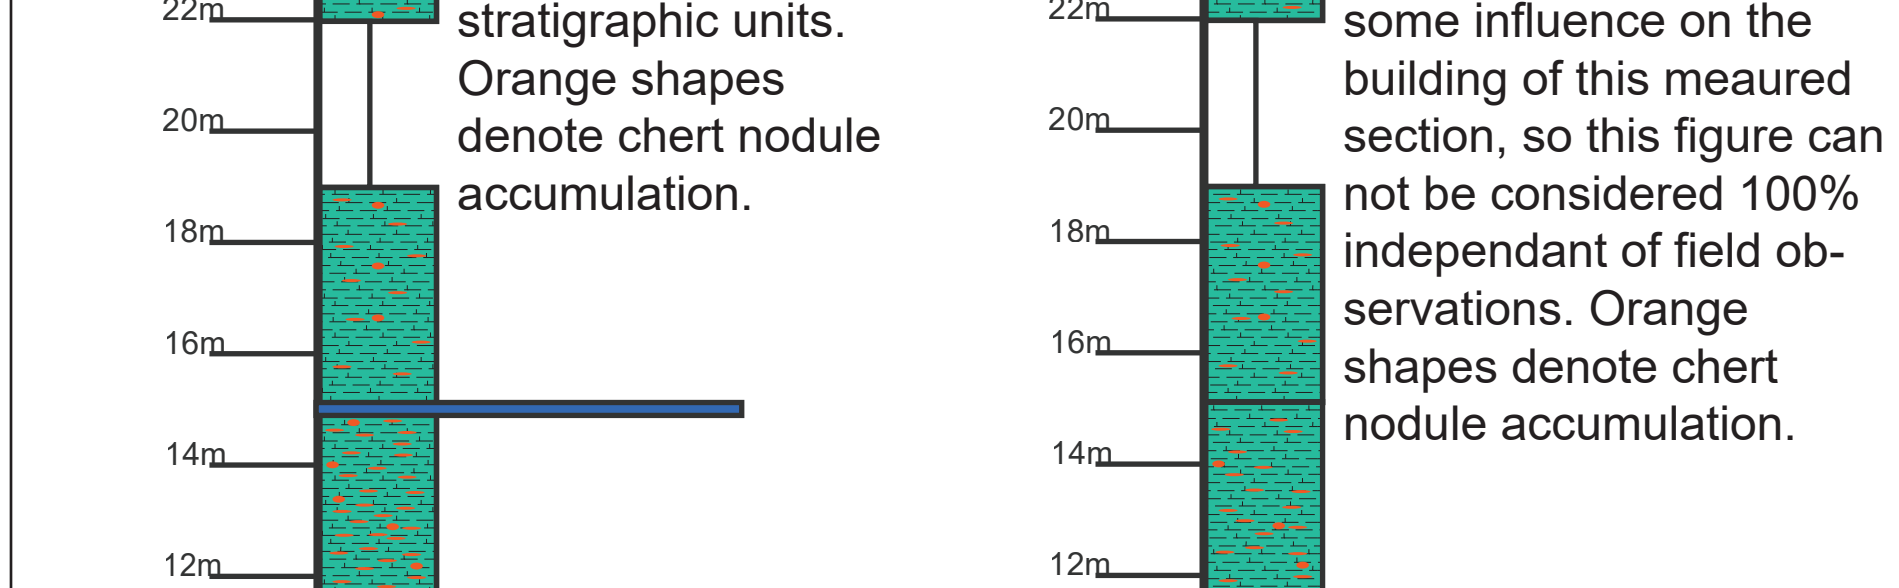 22m
stratigraphic units.
Orange shapes
20m
denote chert nodule
accumulation.
18m
16m
14m
12m
22m
some influence on the
building of this meaured
20m
section, so this figure can
not be considered 100%
18m
independant of field ob-
servations. Orange
16m
shapes denote chert
nodule accumulation.
14m
12m